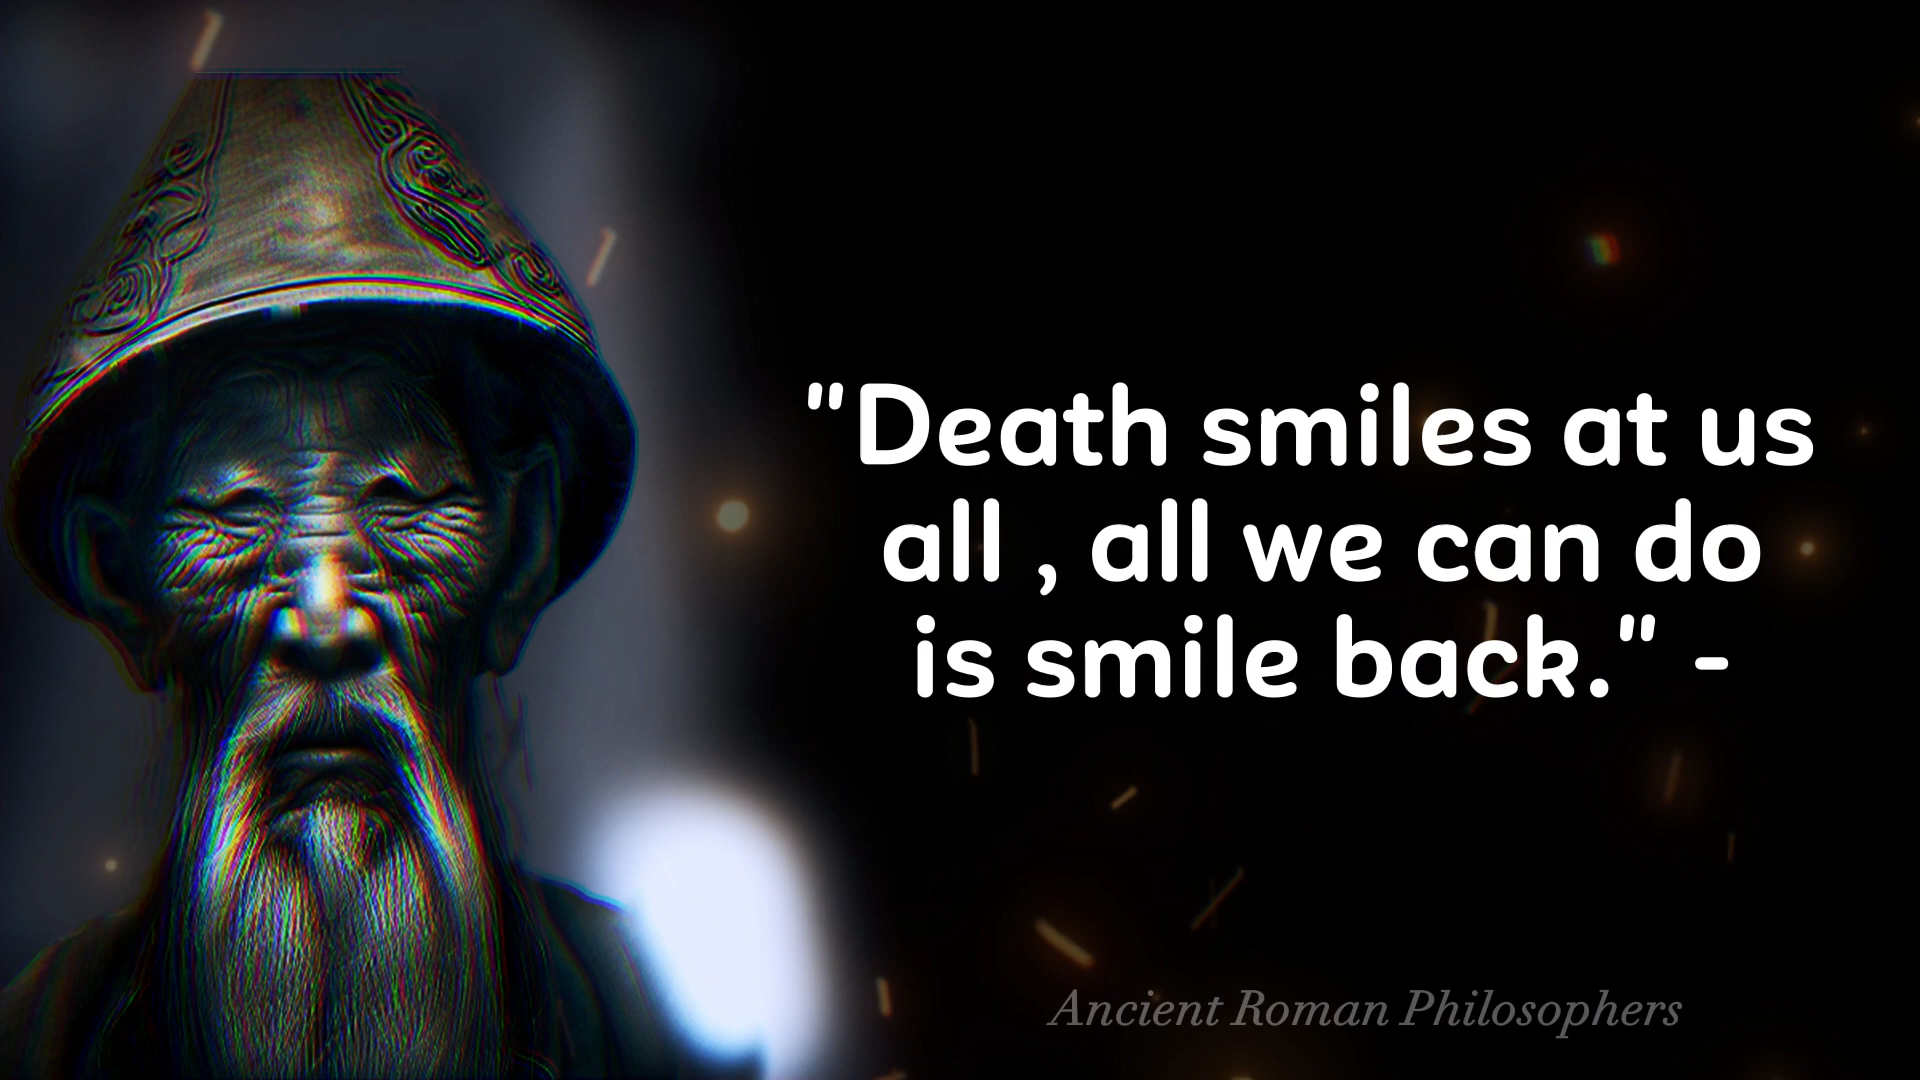 "Death smiles at us
all , all we can do
is smile back." -
Ancient Roman Philosophers